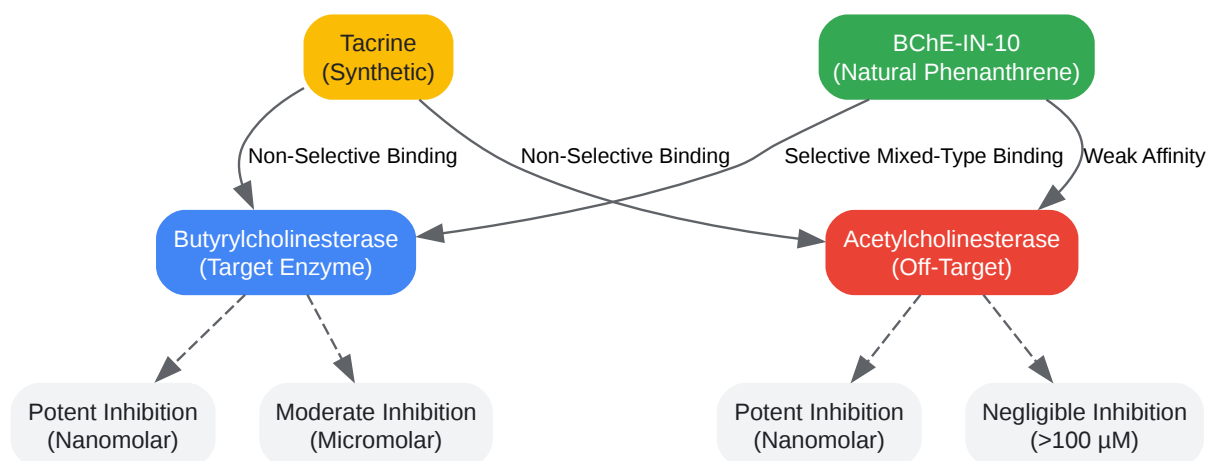 Tacrine
(Synthetic)
BChE-IN-10
(Natural Phenanthrene)
Non-Selective Binding
Non-Selective Binding
Selective Mixed-Type Binding
Weak Affinity
Butyrylcholinesterase
(Target Enzyme)
Acetylcholinesterase
(Off-Target)
Potent Inhibition
(Nanomolar)
Moderate Inhibition
(Micromolar)
Potent Inhibition
(Nanomolar)
Negligible Inhibition
(>100 µM)